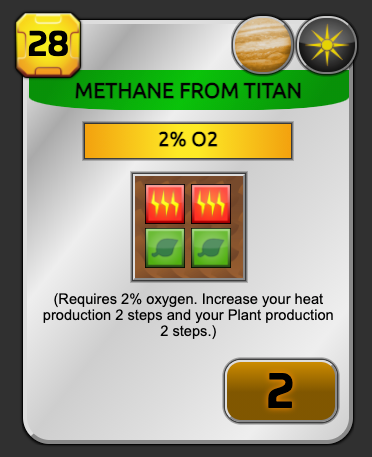 28
METHANE FROM TITAN
2% O2
(Requires 2% oxygen. Increase your heat
production 2 steps and your Plant production
2 steps.)
2